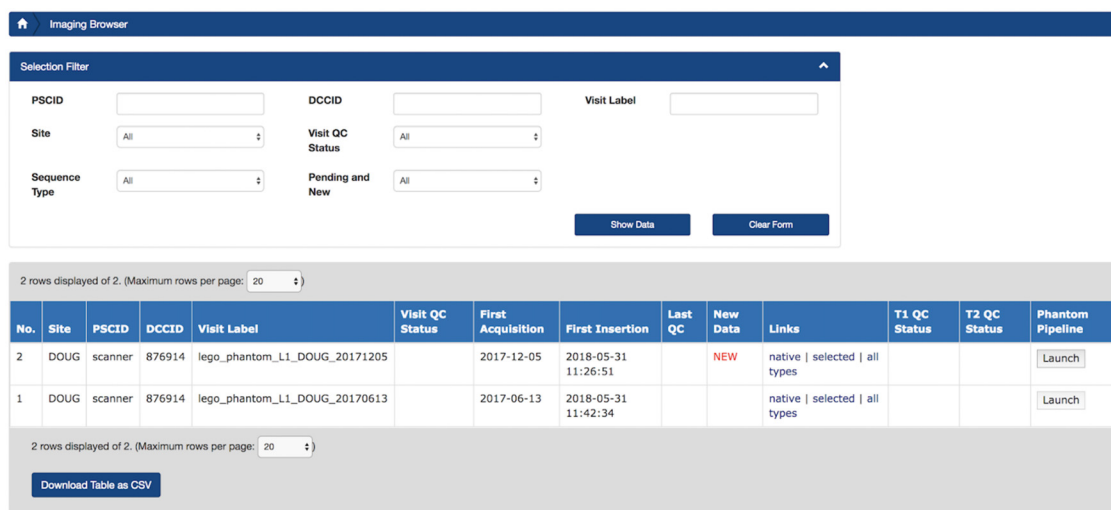 Imaging Browser
Selection Filter
PSCID DCCID Visit Label
Site All Visit QC Status All
Sequence Type All Pending and New All
Show Data Clear Form
2 rows displayed of 2. (Maximum rows per page: 20 )
No. Site PSCID DCCID Visit Label Visit QC Status First Acquisition First Insertion Last QC New Data Links T1 QC Status T2 QC Status Phantom Pipeline
2 DOUG scanner 876914 lego_phantom_L1_DOUG_20171205 2017-12-05 2018-05-31 11:26:51 NEW native | selected | all types Launch
1 DOUG scanner 876914 lego_phantom_L1_DOUG_20170613 2017-06-13 2018-05-31 11:42:34 native | selected | all types Launch
2 rows displayed of 2. (Maximum rows per page: 20 )
Download Table as CSV